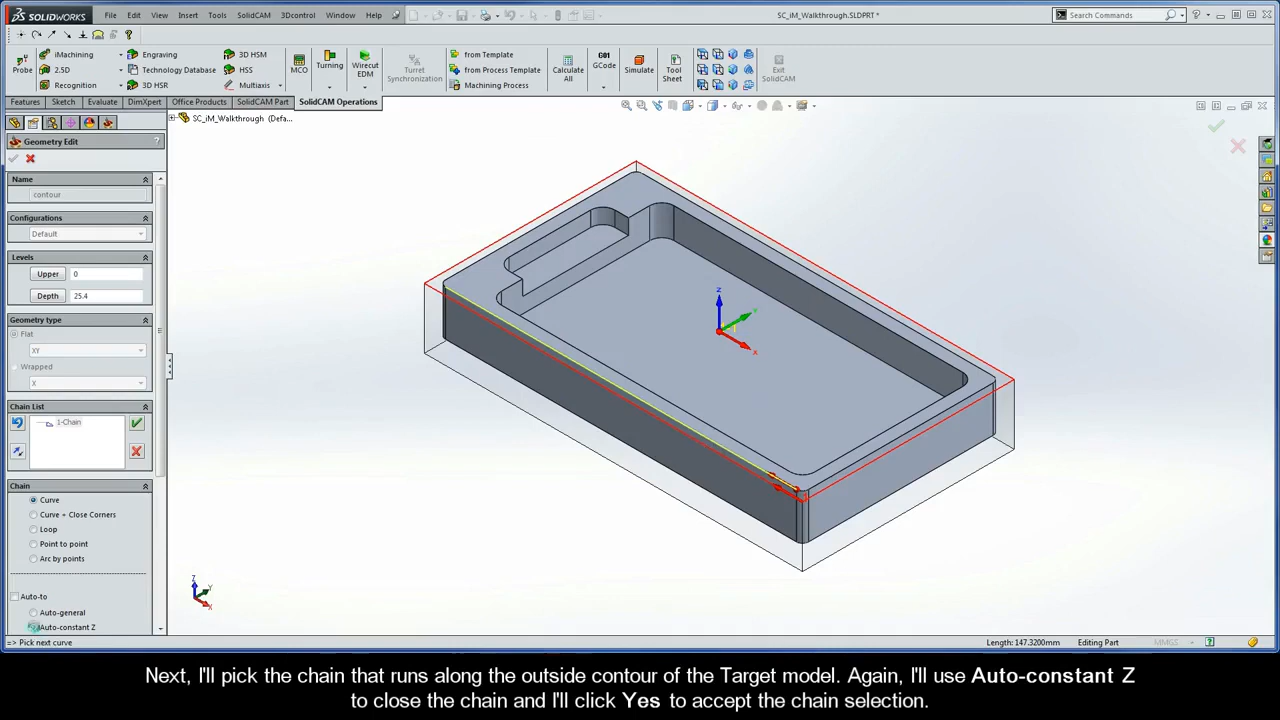 SOLIDWORKS File Edit View Insert Tools SolidCAM 3Dcontrol Window Help SC_iM_Walkthrough.SLDPRT * Search Commands
Probe
iMachining
2.5D
Recognition
Engraving
Technology Database
3D HSR
3D HSM
HSS
Multiaxis
MCO
Turning
Wirecut EDM
Turret Synchronization
from Template
from Process Template
Machining Process
Calculate All
G01
GCode
Simulate
Tool Sheet
Exit SolidCAM
Features Sketch Evaluate DimXpert Office Products SolidCAM Part SolidCAM Operations
SC_iM_Walkthrough (Defa...
Geometry Edit ?
Name
contour
Configurations
Default
Levels
Upper 0
Depth 25.4
Geometry type
Flat
XY
Wrapped
X
Chain List
1-Chain
Chain
Curve
Curve + Close Corners
Loop
Point to point
Arc by points
Auto-to
Auto-general
Auto-constant Z
Z
X
Z
Y
X
=> Pick next curve Length: 147.3200mm Editing Part MMGS
Next, I'll pick the chain that runs along the outside contour of the Target model. Again, I'll use Auto-constant Z
to close the chain and I'll click Yes to accept the chain selection.